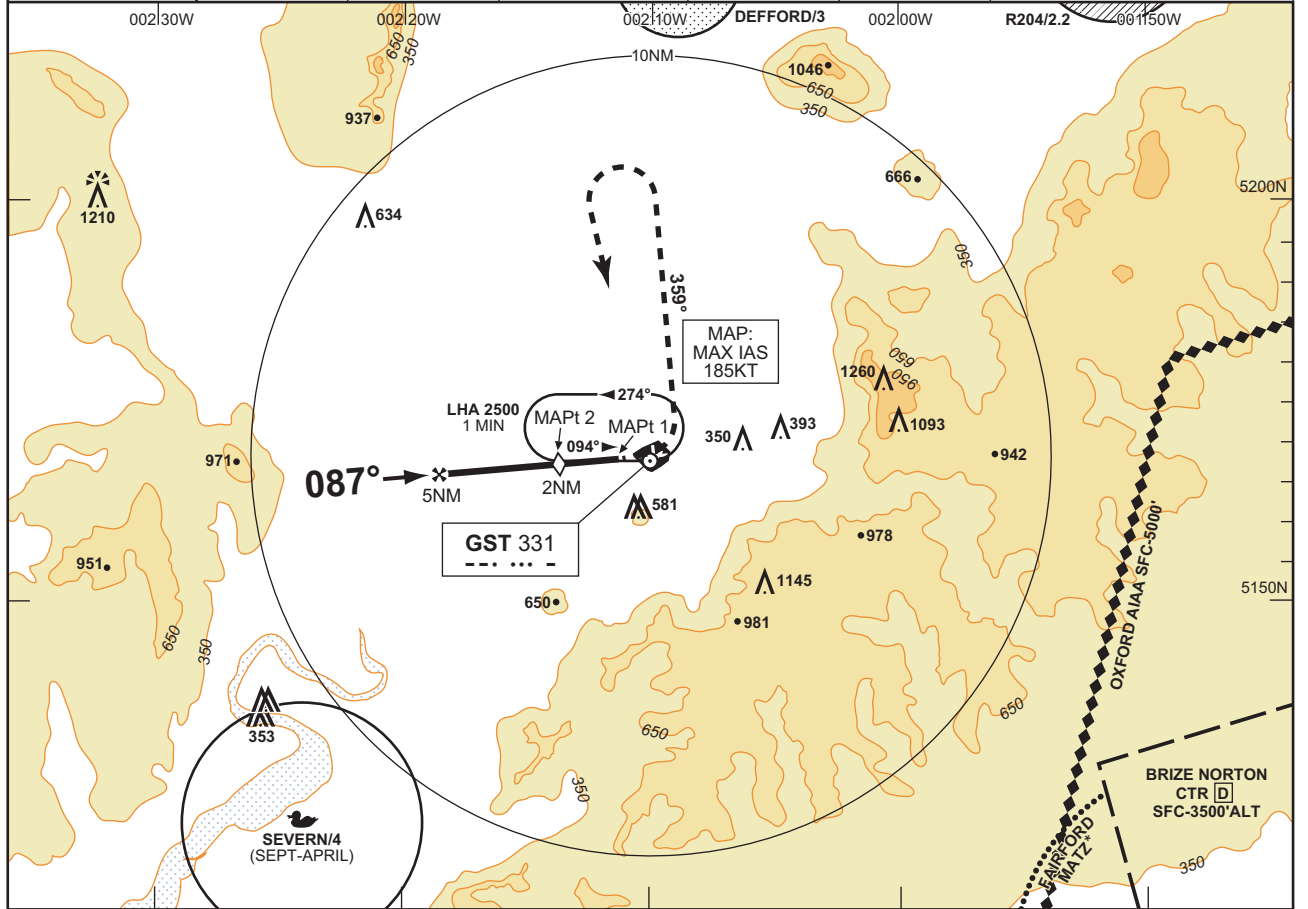 002 30W
002 20W
002 10W
002 00W
001 50W
DEFFORD/3
R204/2.2
10NM
650
350
1046
650
350
937
666
5200N
1210
634
350
359°
MAP:
MAX IAS
185KT
650
950
1260
1093
LHA 2500
1 MIN
274°
MAPt 2
MAPt 1
094°
350
393
942
971
087°
5NM
2NM
581
GST 331
978
951
650
1145
981
5150N
650
350
OXFORD AIAA SFC-5000'
650
650
353
350
BRIZE NORTON
CTR D
SFC-3500'ALT
SEVERN/4
(SEPT-APRIL)
FAIRFORD
MATZ*
350